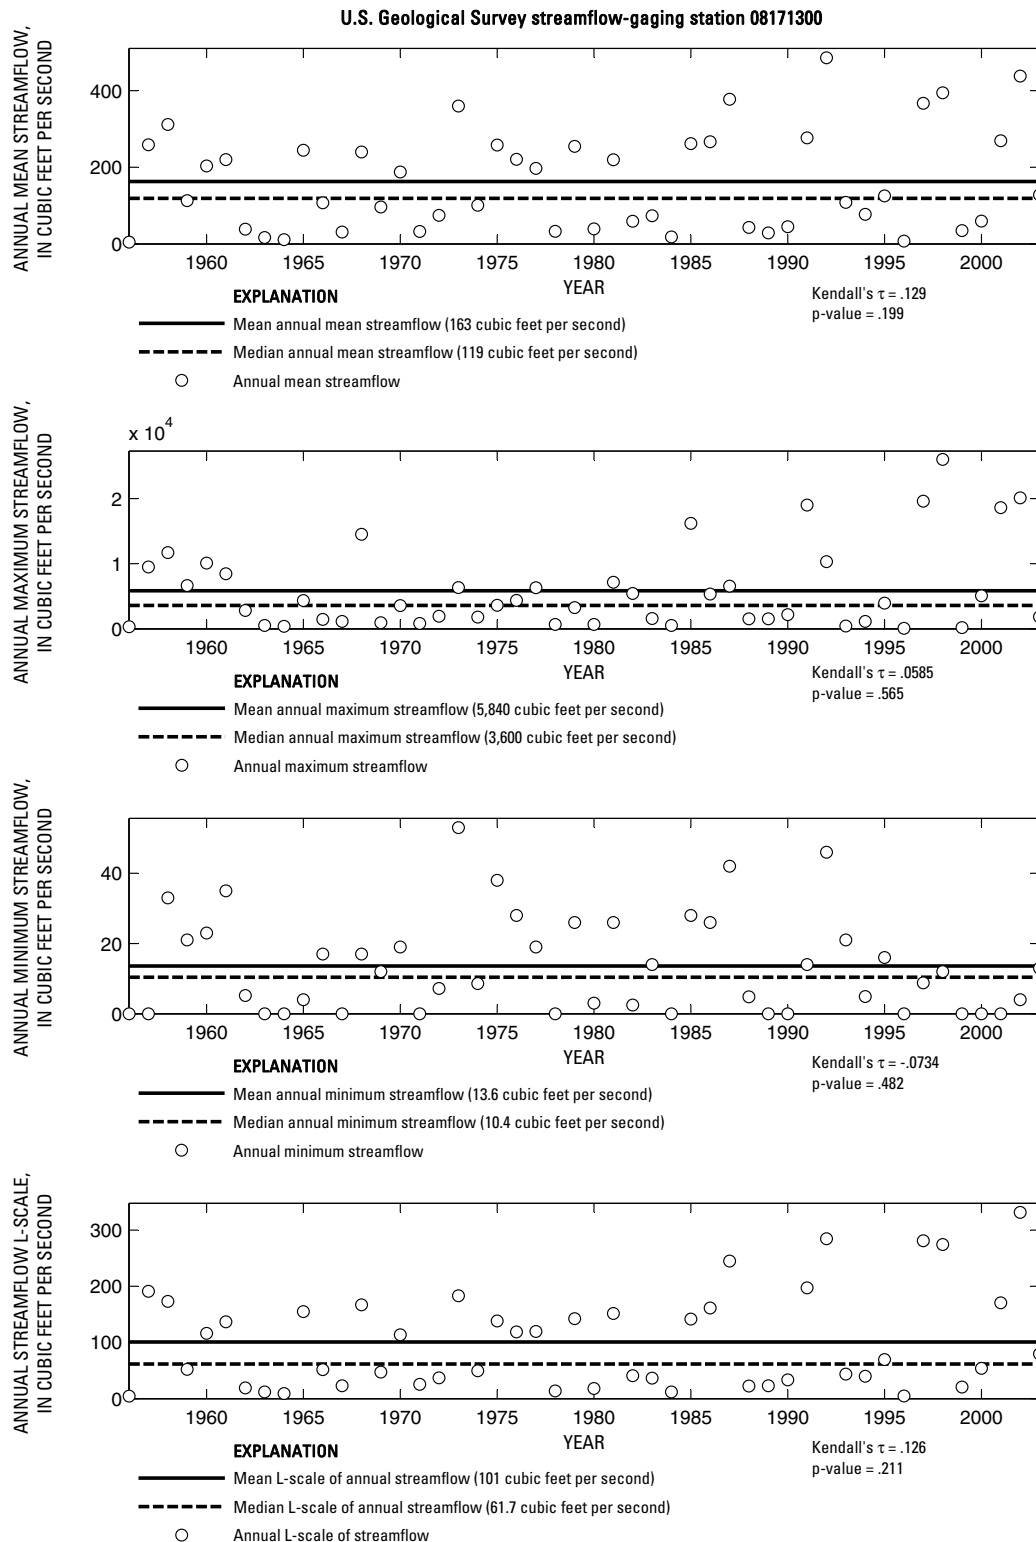 U.S. Geological Survey streamflow-gaging station 08171300
ANNUAL MEAN STREAMFLOW,
IN CUBIC FEET PER SECOND
400
200
0
1960 1965 1970 1975 1980 1985 1990 1995 2000
YEAR
Kendall's τ = .129
p-value = .199
EXPLANATION
Mean annual mean streamflow (163 cubic feet per second)
Median annual mean streamflow (119 cubic feet per second)
Annual mean streamflow
ANNUAL MAXIMUM STREAMFLOW,
IN CUBIC FEET PER SECOND
x 10^4
2
1
0
1960 1965 1970 1975 1980 1985 1990 1995 2000
YEAR
Kendall's τ = .0585
p-value = .565
EXPLANATION
Mean annual maximum streamflow (5,840 cubic feet per second)
Median annual maximum streamflow (3,600 cubic feet per second)
Annual maximum streamflow
ANNUAL MINIMUM STREAMFLOW,
IN CUBIC FEET PER SECOND
40
20
0
1960 1965 1970 1975 1980 1985 1990 1995 2000
YEAR
Kendall's τ = -.0734
p-value = .482
EXPLANATION
Mean annual minimum streamflow (13.6 cubic feet per second)
Median annual minimum streamflow (10.4 cubic feet per second)
Annual minimum streamflow
ANNUAL STREAMFLOW L-SCALE,
IN CUBIC FEET PER SECOND
300
200
100
0
1960 1965 1970 1975 1980 1985 1990 1995 2000
YEAR
Kendall's τ = .126
p-value = .211
EXPLANATION
Mean L-scale of annual streamflow (101 cubic feet per second)
Median L-scale of annual streamflow (61.7 cubic feet per second)
Annual L-scale of streamflow